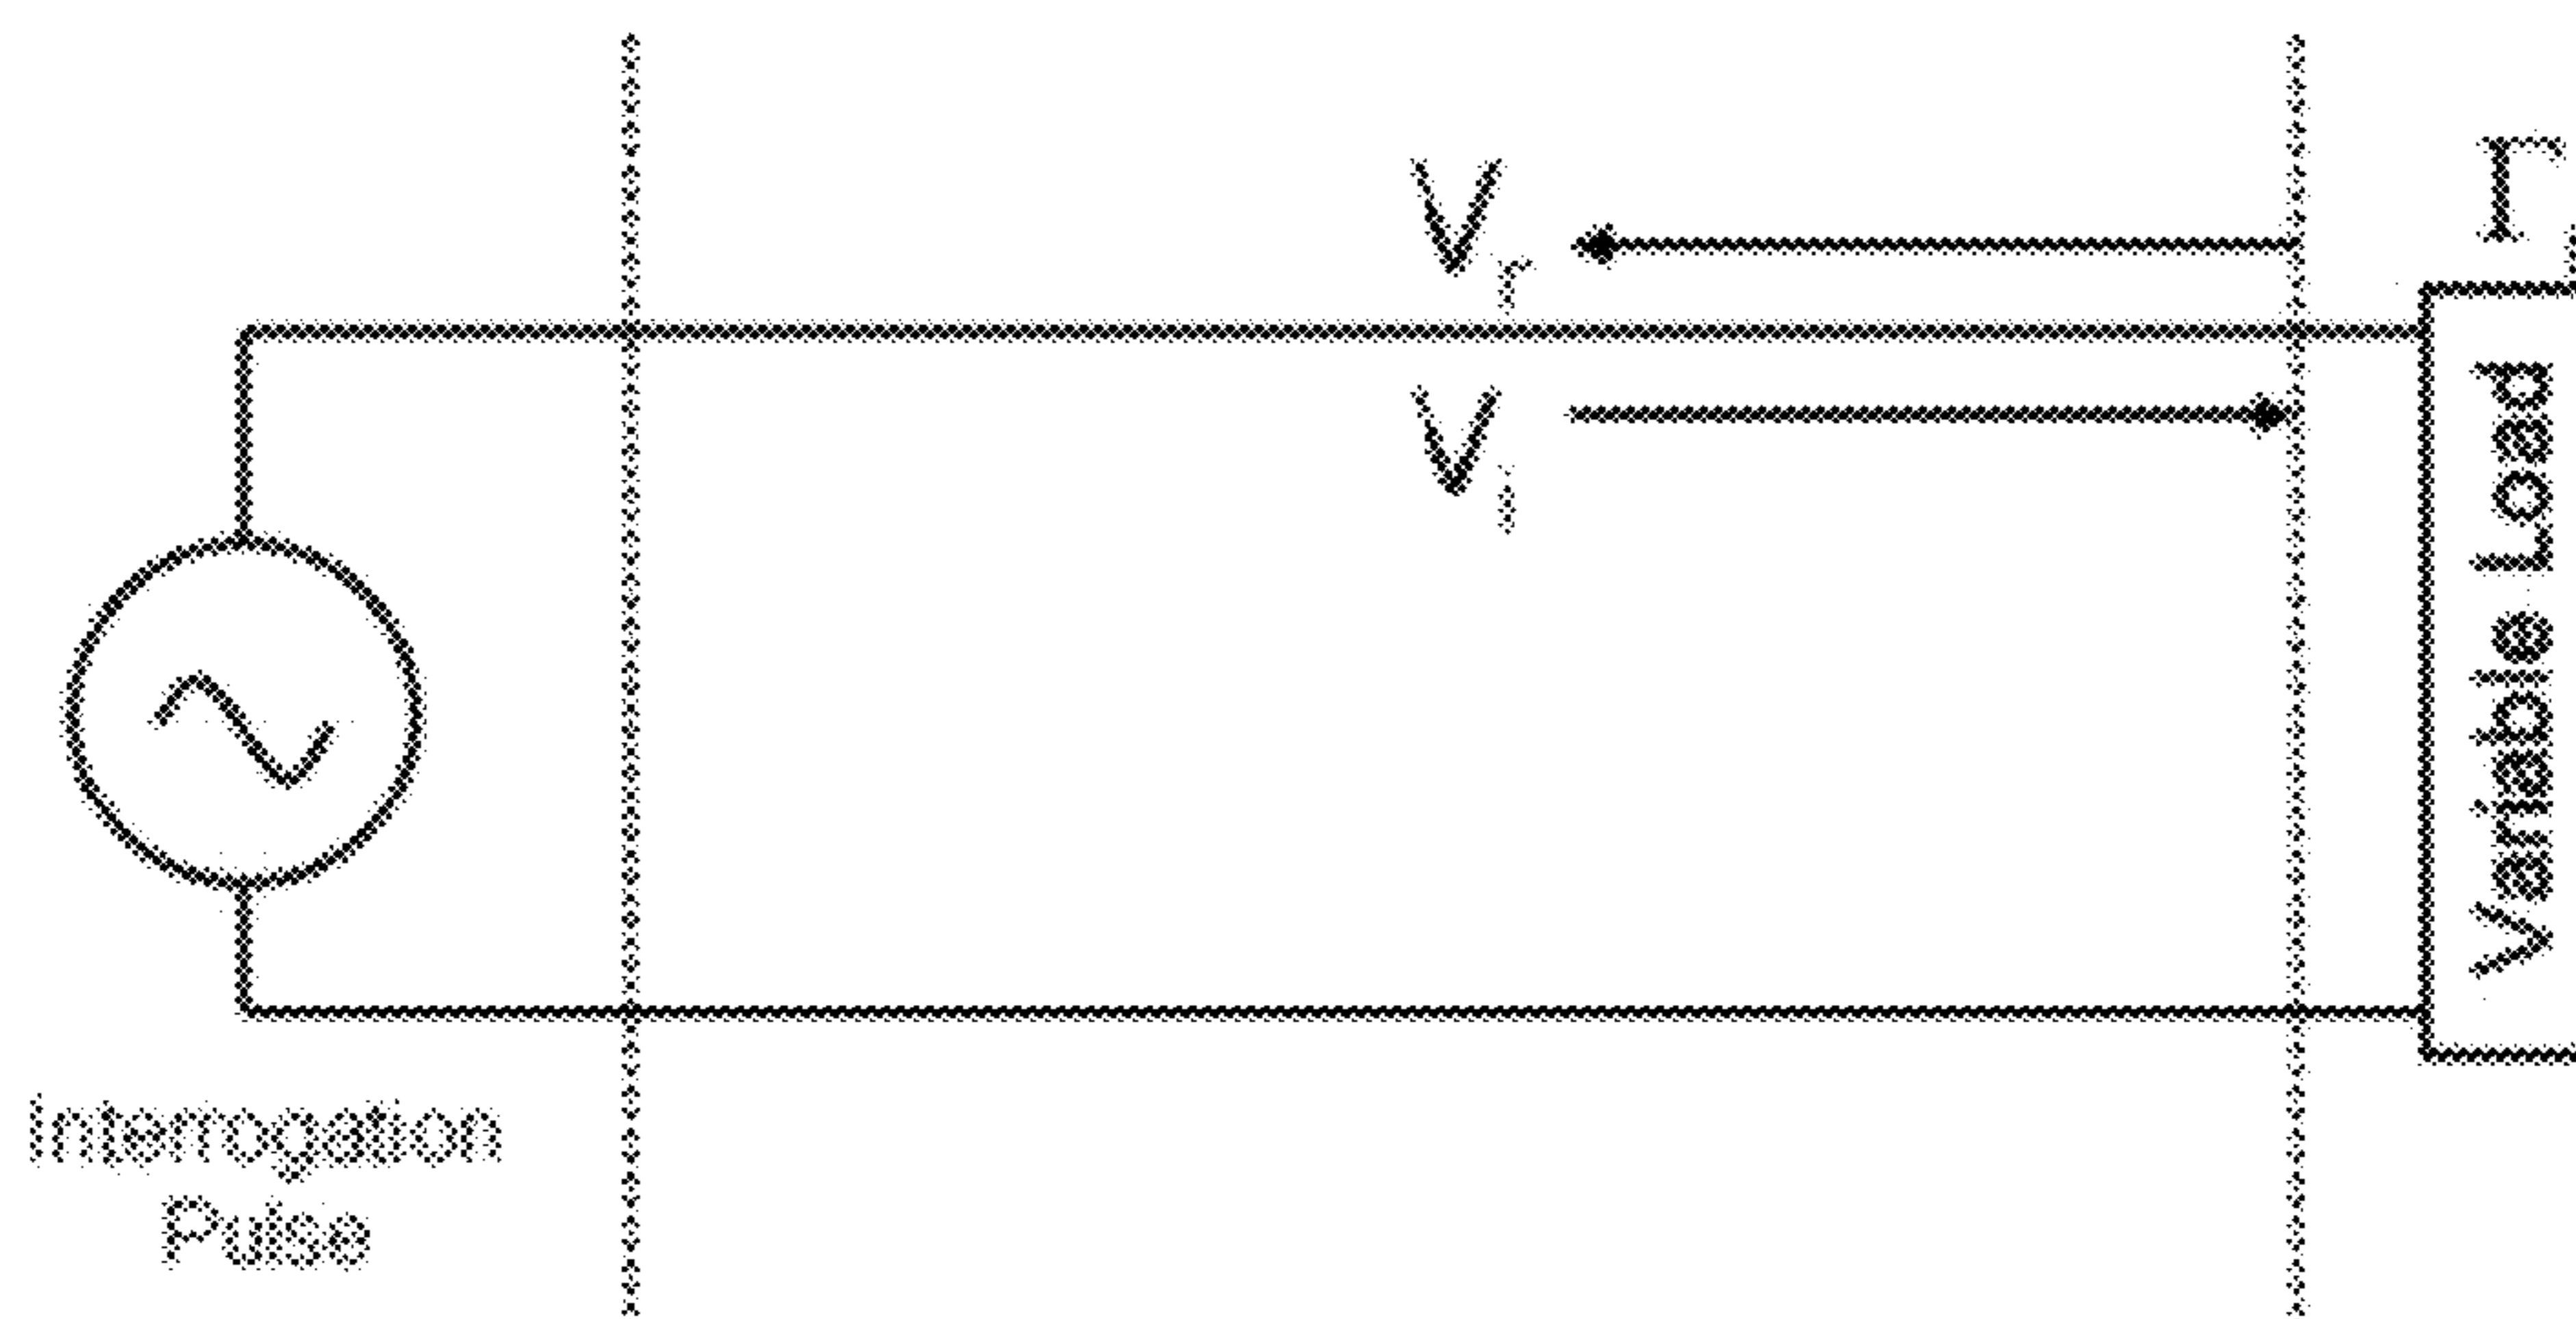 V_r
Γ
V_i
Variable Load
Interrogation
Pulse